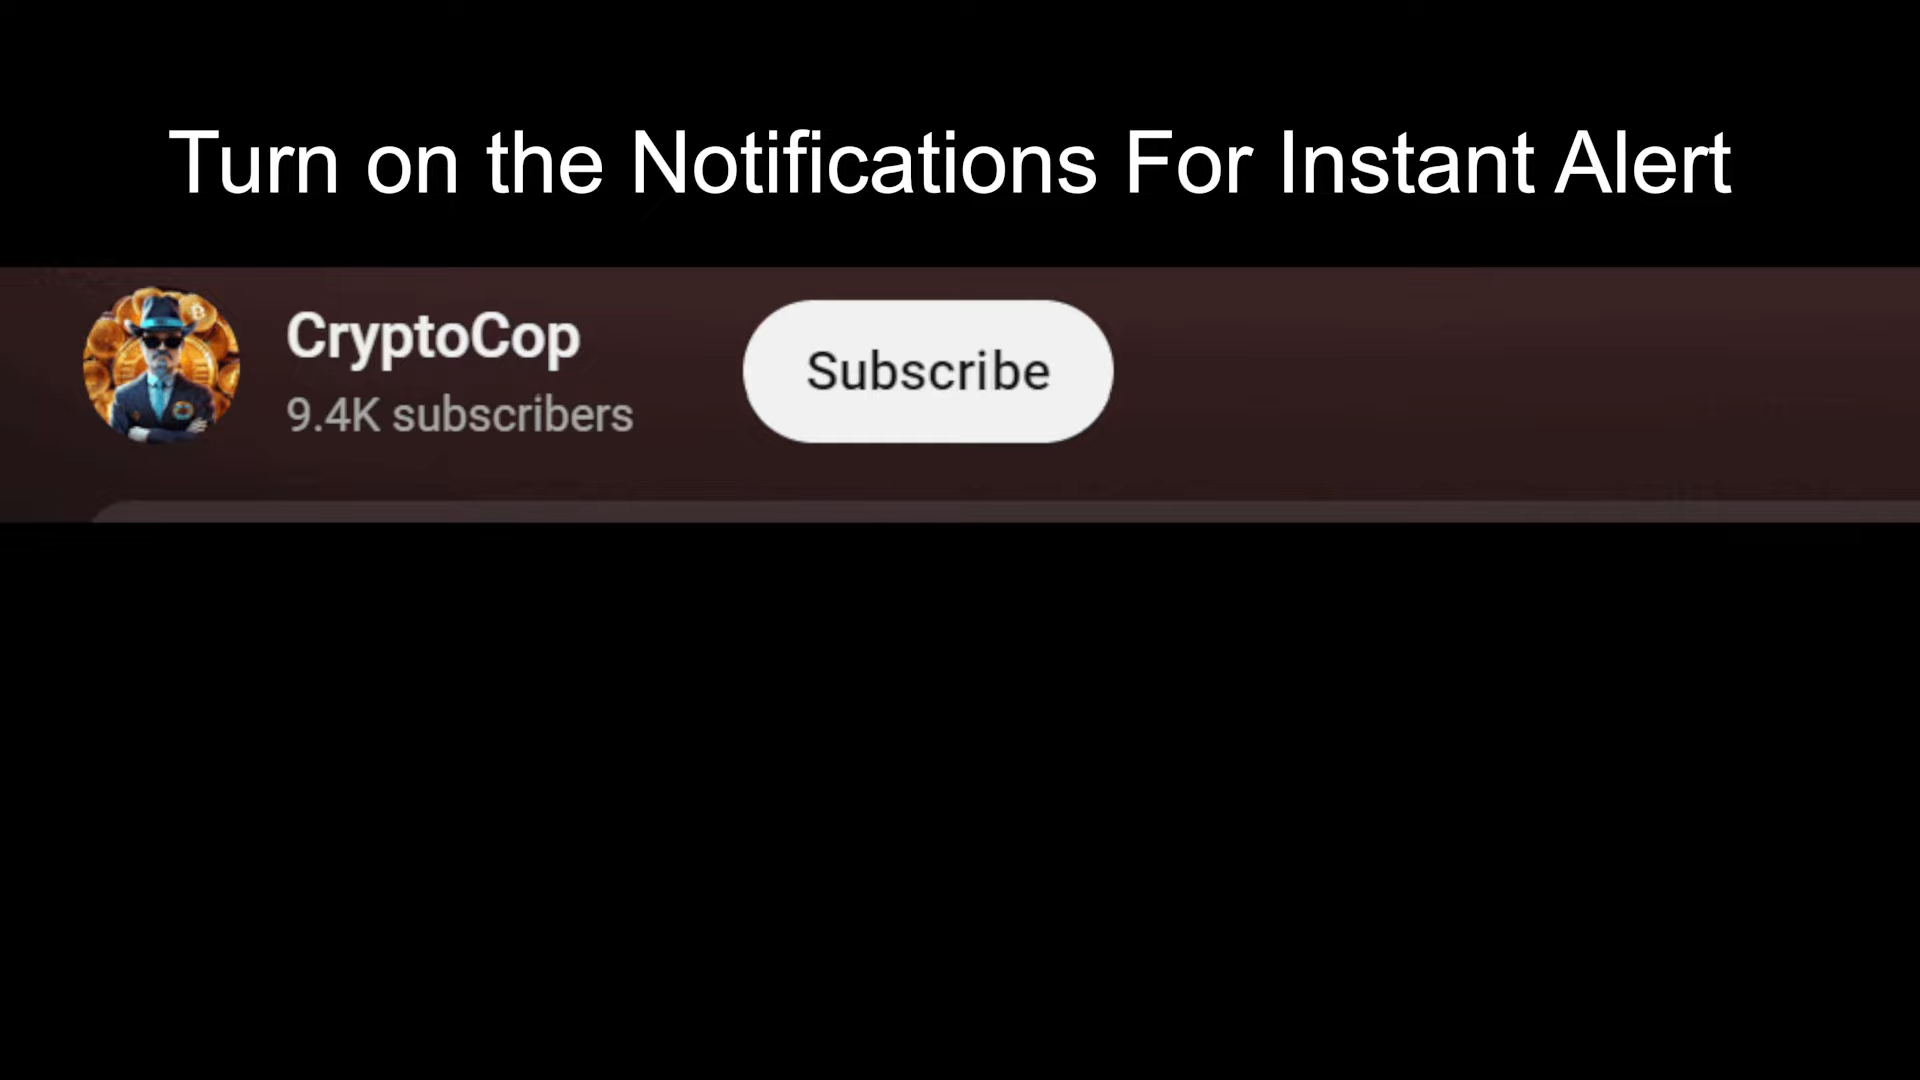 Turn on the Notifications For Instant Alert
CryptoCop
Subscribe
9.4K subscribers